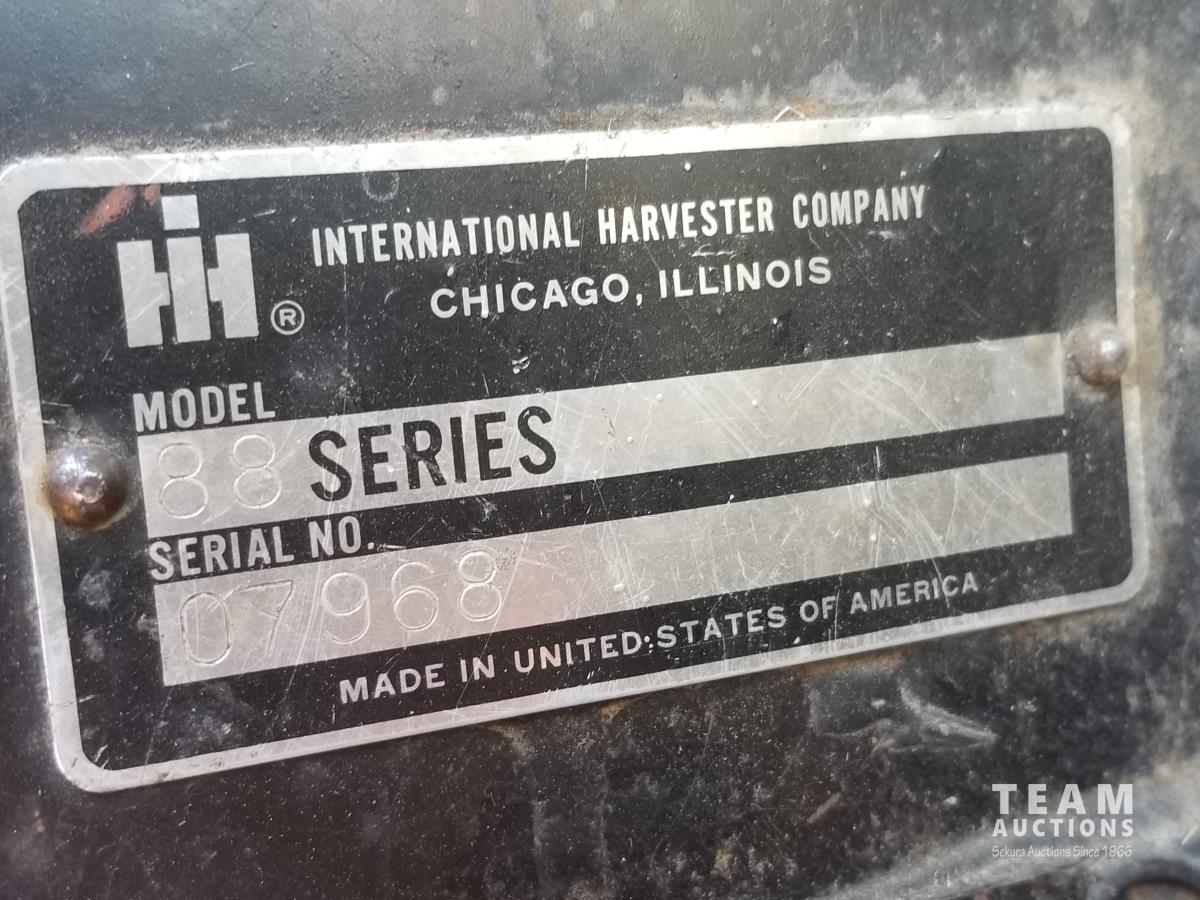 IH ®
INTERNATIONAL HARVESTER COMPANY
CHICAGO, ILLINOIS
MODEL
88 SERIES
SERIAL NO.
07968
MADE IN UNITED STATES OF AMERICA
TEAM
AUCTIONS
Sekura Auctions Since 1966